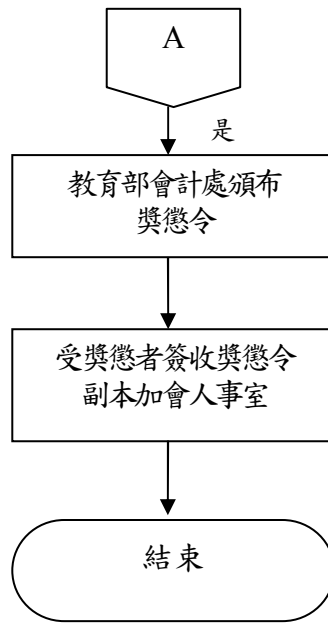 A
是
教育部會計處頒布
獎懲令
受獎懲者簽收獎懲令
副本加會人事室
結束